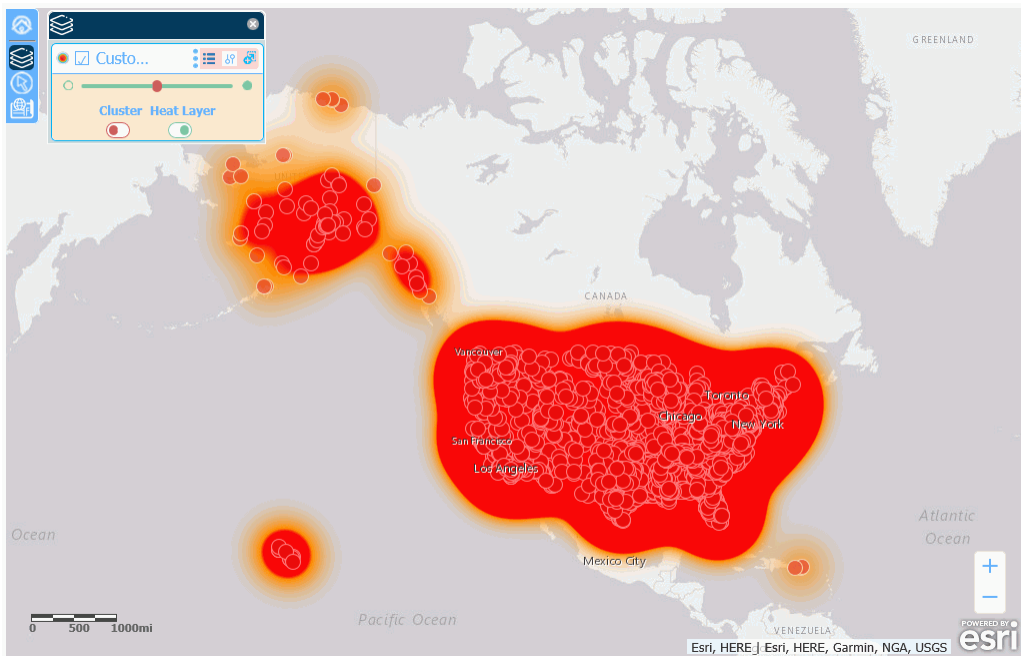 Custo...
Cluster Heat Layer
GREENLAND
CANADA
Vancouver
Toronto
Chicago
New York
San Francisco
Los Angeles
Atlantic
Ocean
Ocean
Mexico City
Pacific Ocean
0 500 1000mi
VENEZUELA
+
−
POWERED BY
esri
Esri, HERE | Esri, HERE, Garmin, NGA, USGS